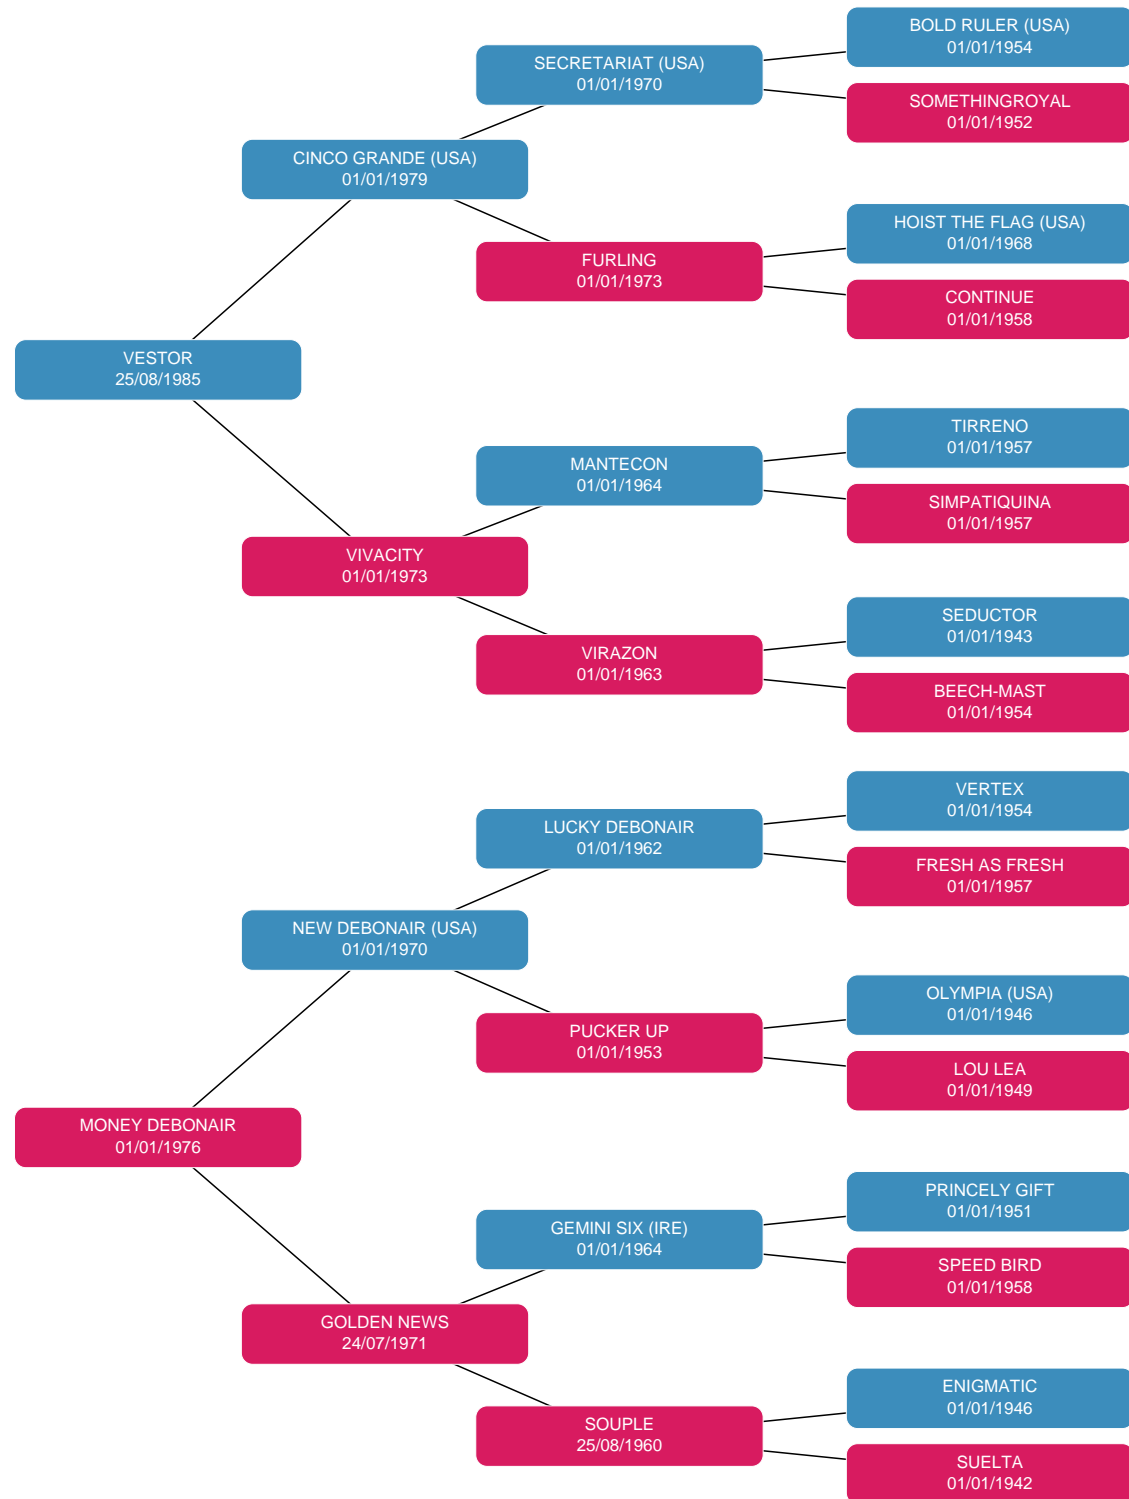 BOLD RULER (USA)
01/01/1954
SECRETARIAT (USA)
01/01/1970
SOMETHINGROYAL
01/01/1952
CINCO GRANDE (USA)
01/01/1979
HOIST THE FLAG (USA)
01/01/1968
FURLING
01/01/1973
CONTINUE
01/01/1958
VESTOR
25/08/1985
TIRRENO
01/01/1957
MANTECON
01/01/1964
SIMPATIQUINA
01/01/1957
VIVACITY
01/01/1973
SEDUCTOR
01/01/1943
VIRAZON
01/01/1963
BEECH-MAST
01/01/1954
VERTEX
01/01/1954
LUCKY DEBONAIR
01/01/1962
FRESH AS FRESH
01/01/1957
NEW DEBONAIR (USA)
01/01/1970
OLYMPIA (USA)
01/01/1946
PUCKER UP
01/01/1953
LOU LEA
01/01/1949
MONEY DEBONAIR
01/01/1976
PRINCELY GIFT
01/01/1951
GEMINI SIX (IRE)
01/01/1964
SPEED BIRD
01/01/1958
GOLDEN NEWS
24/07/1971
ENIGMATIC
01/01/1946
SOUPLE
25/08/1960
SUELTA
01/01/1942